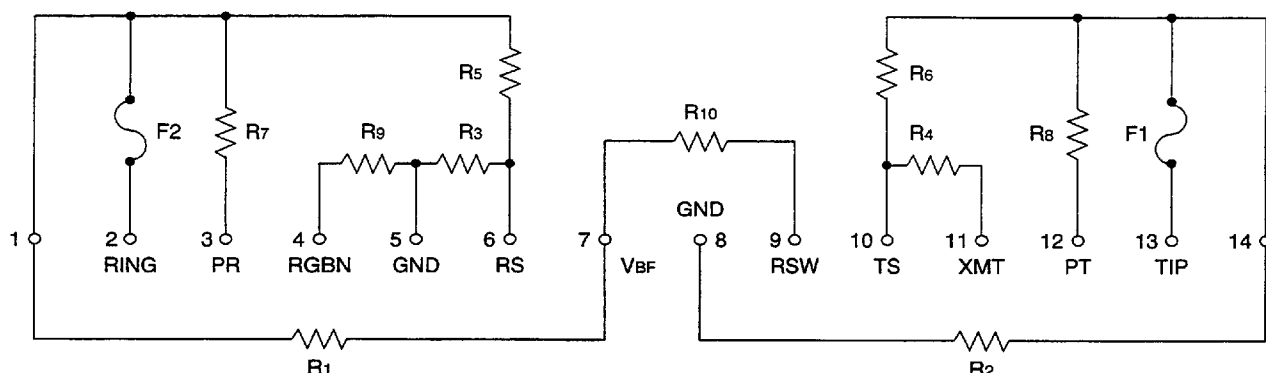 R5
R6
F2
R7
R9
R3
R10
R4
R8
F1
GND
1
2
3
4
5
6
7
8
9
10
11
12
13
14
RING
PR
RGBN
GND
RS
VBF
RSW
TS
XMT
PT
TIP
R1
R2